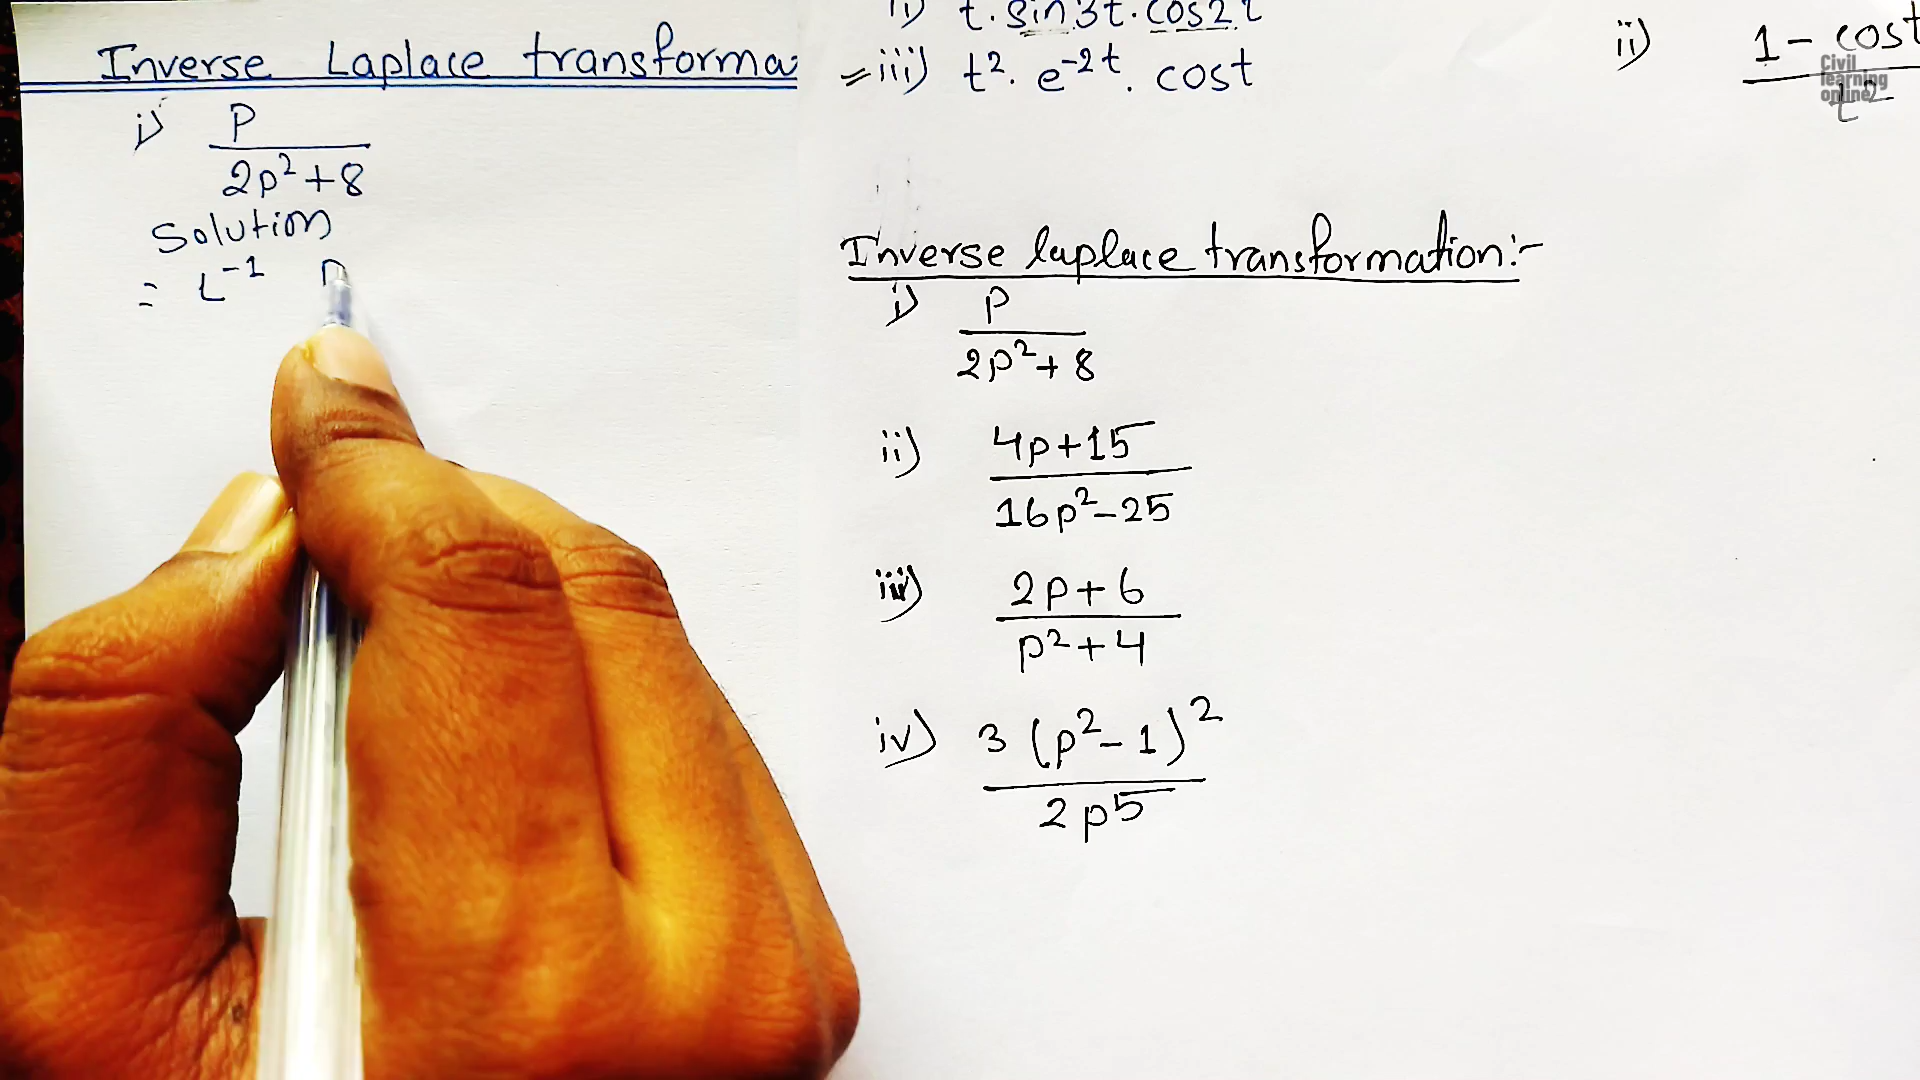 Inverse Laplace transforma
i) P
2p²+8
Solution
= L⁻¹ P
ii) t. sin3t. cos2t
=iii) t². e⁻²ᵗ. cost
ii) 1 - cost
t²
Civil
learning
online
Inverse laplace transformation:-
i) P
2p²+8
ii) 4p+15
16p²-25
iii) 2p+6
p²+4
iv) 3(p²-1)²
2p5